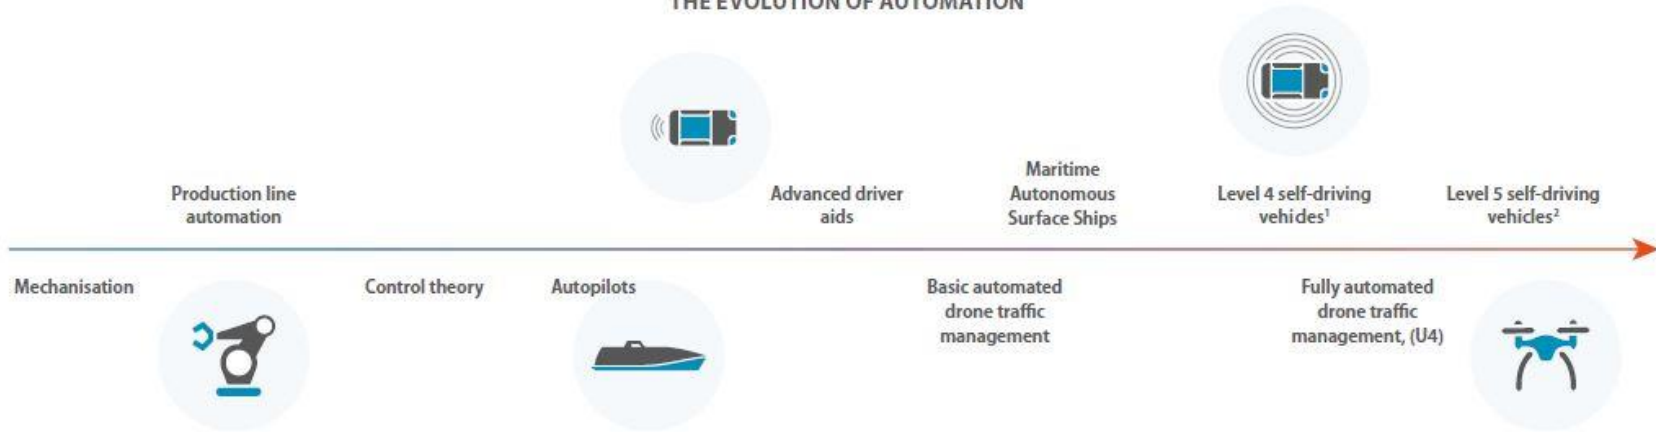 THE EVOLUTION OF AUTOMATION
Production line
automation
Advanced driver
aids
Maritime
Autonomous
Surface Ships
Level 4 self-driving
vehicles¹
Level 5 self-driving
vehicles²
Mechanisation
Control theory
Autopilots
Basic automated
drone traffic
management
Fully automated
drone traffic
management, (U4)